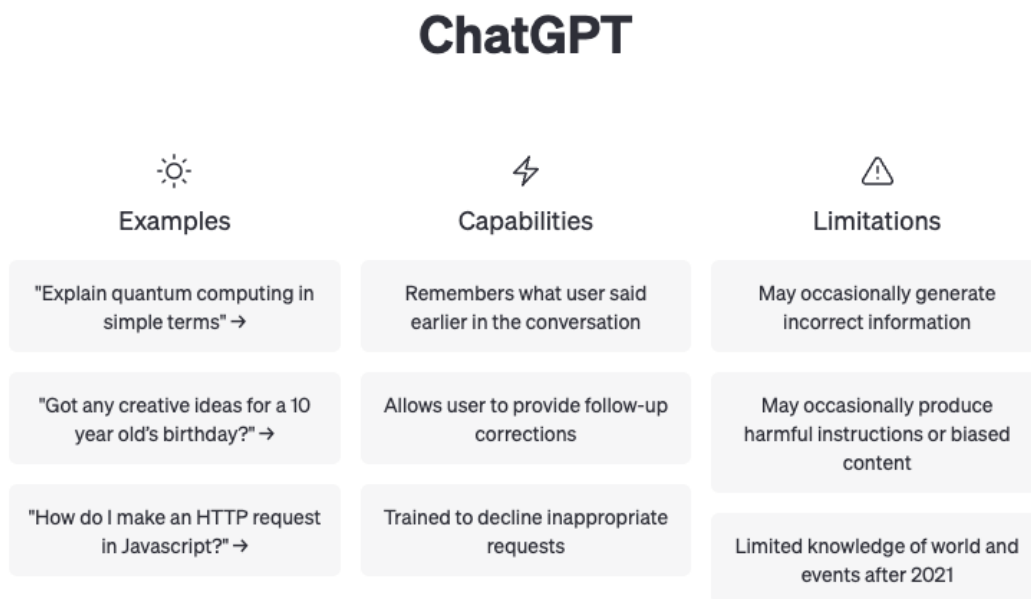 ChatGPT
Examples
"Explain quantum computing in
simple terms" →
"Got any creative ideas for a 10
year old's birthday?" →
"How do I make an HTTP request
in Javascript?" →
Capabilities
Remembers what user said
earlier in the conversation
Allows user to provide follow-up
corrections
Trained to decline inappropriate
requests
Limitations
May occasionally generate
incorrect information
May occasionally produce
harmful instructions or biased
content
Limited knowledge of world and
events after 2021